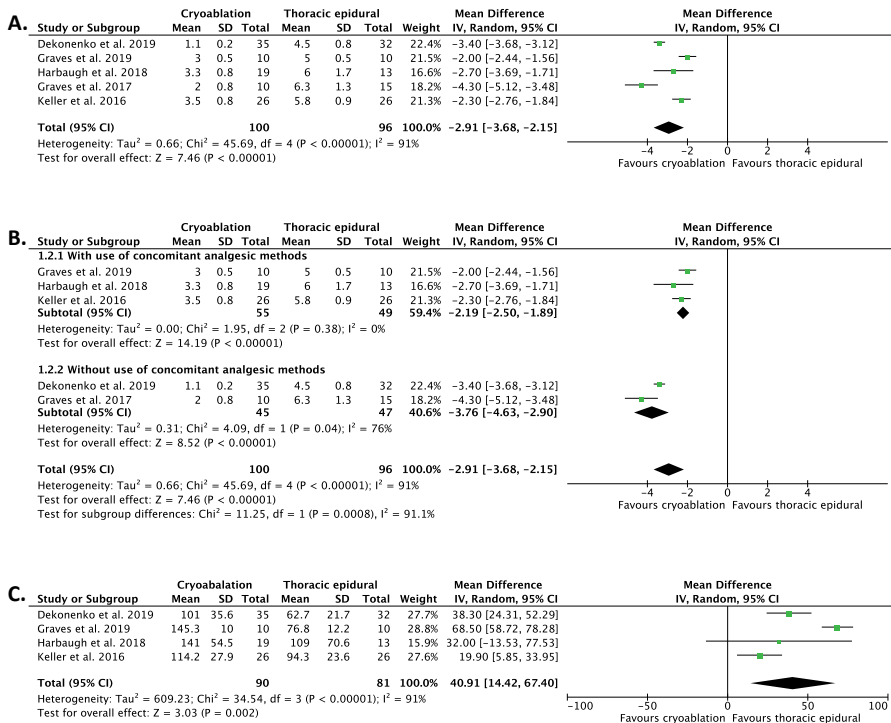 A.
Cryoablation Thoracic epidural Mean Difference Mean Difference
Study or Subgroup Mean SD Total Mean SD Total Weight IV, Random, 95% CI IV, Random, 95% CI
Dekonenko et al. 2019 1.1 0.2 35 4.5 0.8 32 22.4% −3.40 [−3.68, −3.12]
Graves et al. 2019 3 0.5 10 5 0.5 10 21.5% −2.00 [−2.44, −1.56]
Harbaugh et al. 2018 3.3 0.8 19 6 1.7 13 16.6% −2.70 [−3.69, −1.71]
Graves et al. 2017 2 0.8 10 6.3 1.3 15 18.2% −4.30 [−5.12, −3.48]
Keller et al. 2016 3.5 0.8 26 5.8 0.9 26 21.3% −2.30 [−2.76, −1.84]
Total (95% CI) 100 96 100.0% −2.91 [−3.68, −2.15]
Heterogeneity: Tau² = 0.66; Chi² = 45.69, df = 4 (P < 0.00001); I² = 91%
Test for overall effect: Z = 7.46 (P < 0.00001)
−4 −2 0 2 4
Favours cryoablation Favours thoracic epidural
B.
Cryoablation Thoracic epidural Mean Difference Mean Difference
Study or Subgroup Mean SD Total Mean SD Total Weight IV, Random, 95% CI IV, Random, 95% CI
1.2.1 With use of concomitant analgesic methods
Graves et al. 2019 3 0.5 10 5 0.5 10 21.5% −2.00 [−2.44, −1.56]
Harbaugh et al. 2018 3.3 0.8 19 6 1.7 13 16.6% −2.70 [−3.69, −1.71]
Keller et al. 2016 3.5 0.8 26 5.8 0.9 26 21.3% −2.30 [−2.76, −1.84]
Subtotal (95% CI) 55 49 59.4% −2.19 [−2.50, −1.89]
Heterogeneity: Tau² = 0.00; Chi² = 1.95, df = 2 (P = 0.38); I² = 0%
Test for overall effect: Z = 14.19 (P < 0.00001)
1.2.2 Without use of concomitant analgesic methods
Dekonenko et al. 2019 1.1 0.2 35 4.5 0.8 32 22.4% −3.40 [−3.68, −3.12]
Graves et al. 2017 2 0.8 10 6.3 1.3 15 18.2% −4.30 [−5.12, −3.48]
Subtotal (95% CI) 45 47 40.6% −3.76 [−4.63, −2.90]
Heterogeneity: Tau² = 0.31; Chi² = 4.09, df = 1 (P = 0.04); I² = 76%
Test for overall effect: Z = 8.52 (P < 0.00001)
Total (95% CI) 100 96 100.0% −2.91 [−3.68, −2.15]
Heterogeneity: Tau² = 0.66; Chi² = 45.69, df = 4 (P < 0.00001); I² = 91%
Test for overall effect: Z = 7.46 (P < 0.00001)
Test for subgroup differences: Chi² = 11.25, df = 1 (P = 0.0008), I² = 91.1%
−4 −2 0 2 4
Favours cryoablation Favours thoracic epidural
C.
Cryoabalation Thoracic epidural Mean Difference Mean Difference
Study or Subgroup Mean SD Total Mean SD Total Weight IV, Random, 95% CI IV, Random, 95% CI
Dekonenko et al. 2019 101 35.6 35 62.7 21.7 32 27.7% 38.30 [24.31, 52.29]
Graves et al. 2019 145.3 10 10 76.8 12.2 10 28.8% 68.50 [58.72, 78.28]
Harbaugh et al. 2018 141 54.5 19 109 70.6 13 15.9% 32.00 [−13.53, 77.53]
Keller et al. 2016 114.2 27.9 26 94.3 23.6 26 27.6% 19.90 [5.85, 33.95]
Total (95% CI) 90 81 100.0% 40.91 [14.42, 67.40]
Heterogeneity: Tau² = 609.23; Chi² = 34.54, df = 3 (P < 0.00001); I² = 91%
Test for overall effect: Z = 3.03 (P = 0.002)
−100 −50 0 50 100
Favours cryoablation Favours thoracic epidural